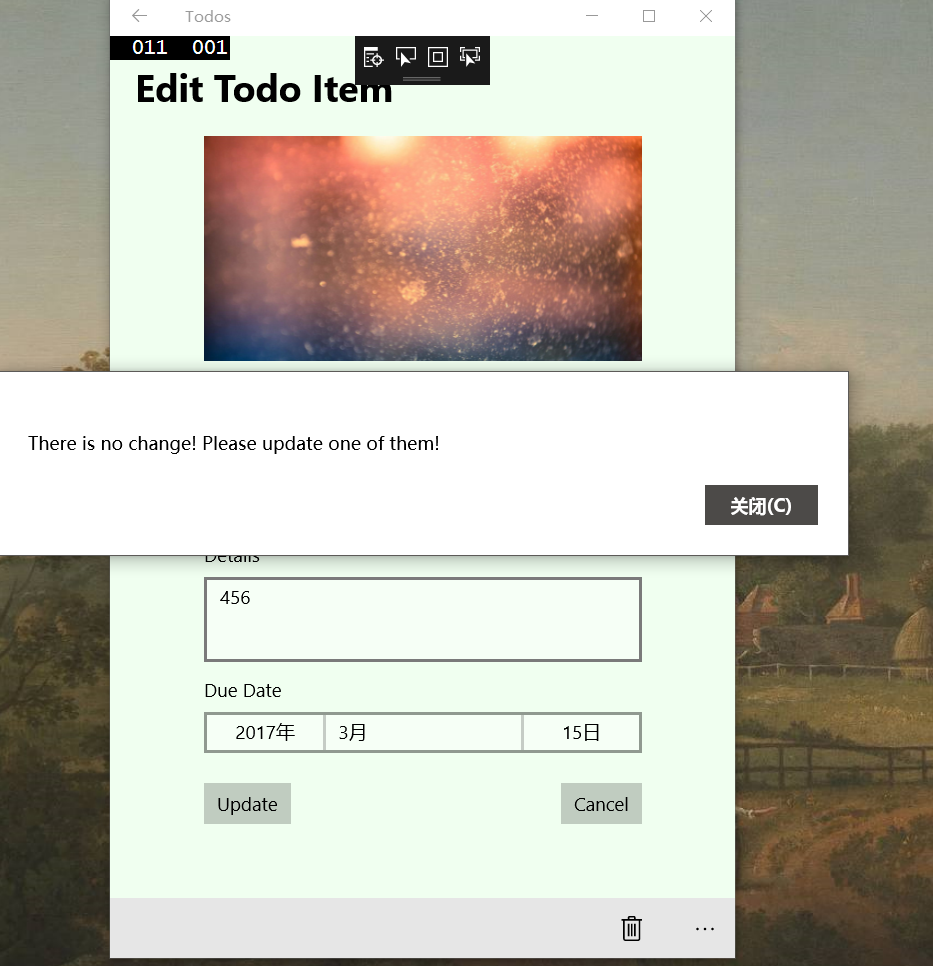 Todos
011 001
Edit Todo Item
There is no change! Please update one of them!
关闭(C)
Details
456
Due Date
2017年 3月 15日
Update Cancel